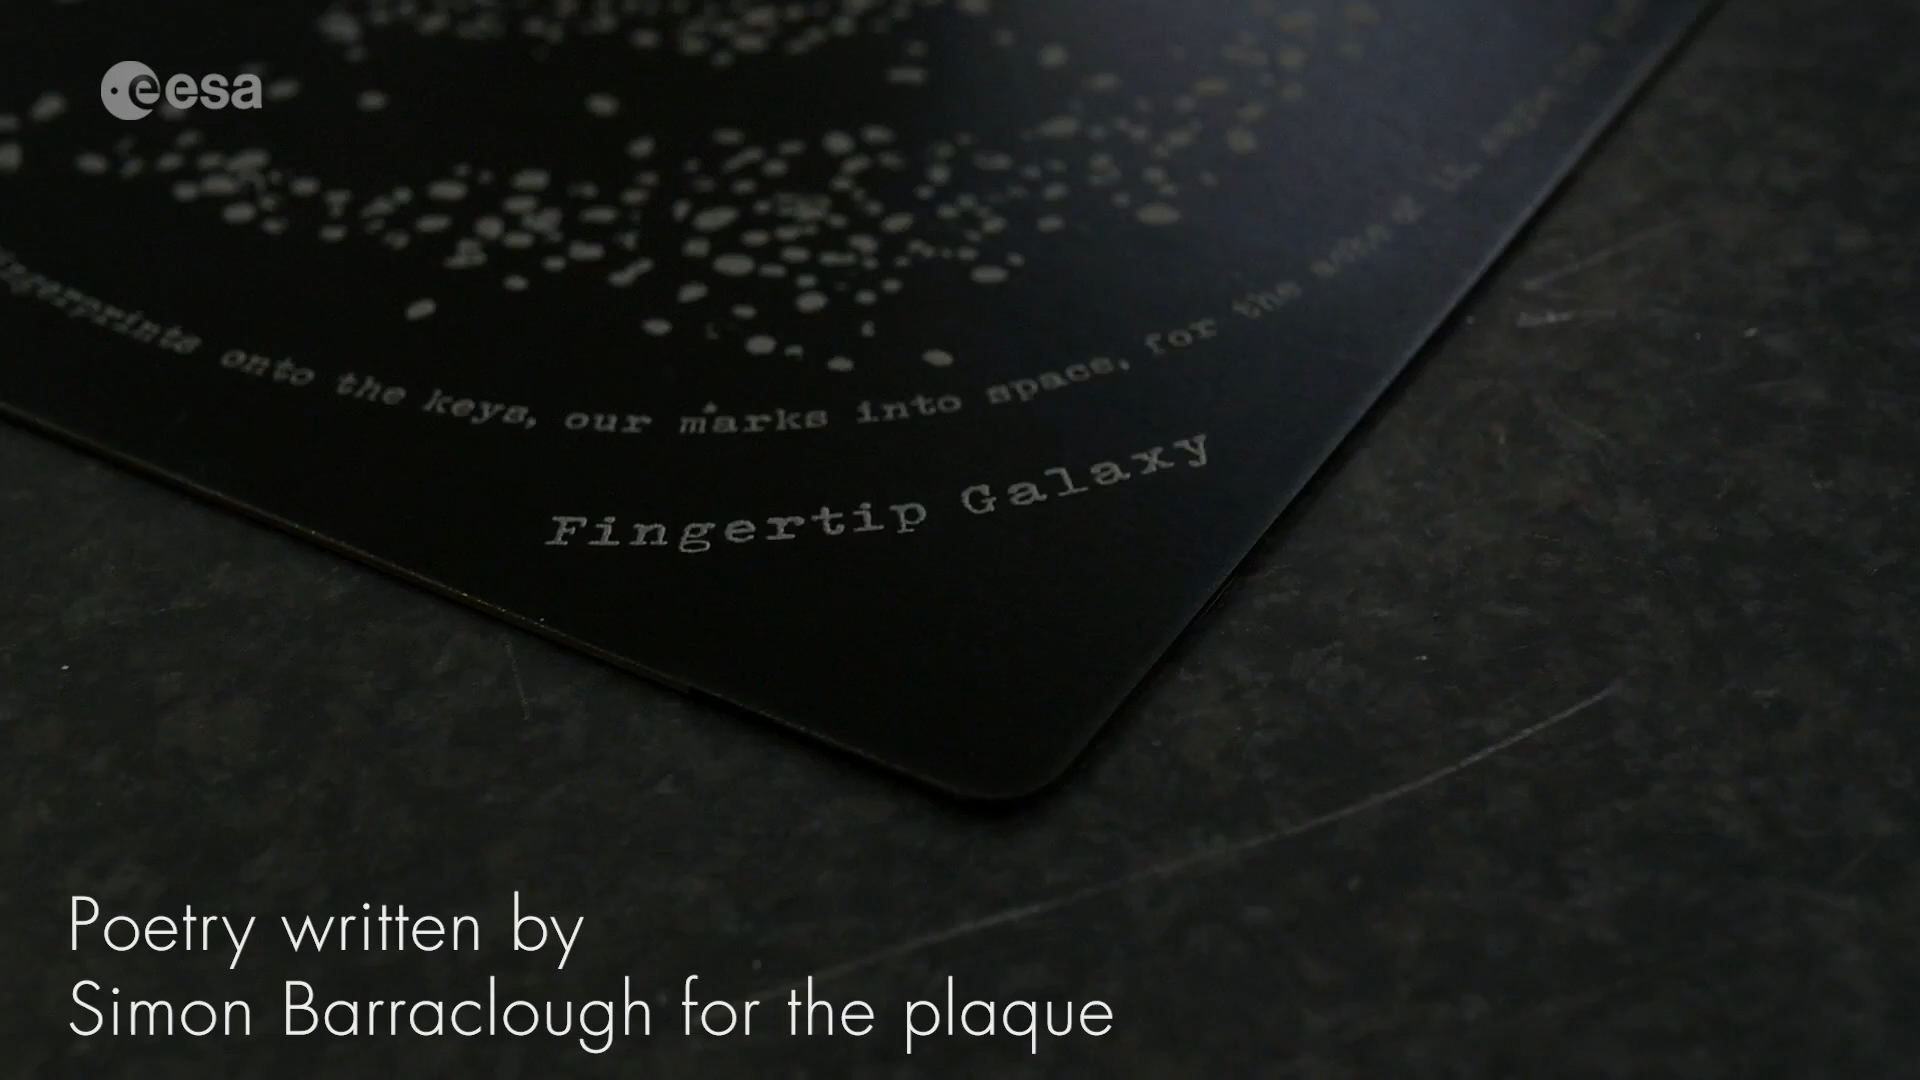 esa
fingerprints onto the keys, our marks into space, for the
Fingertip Galaxy
Poetry written by
Simon Barraclough for the plaque